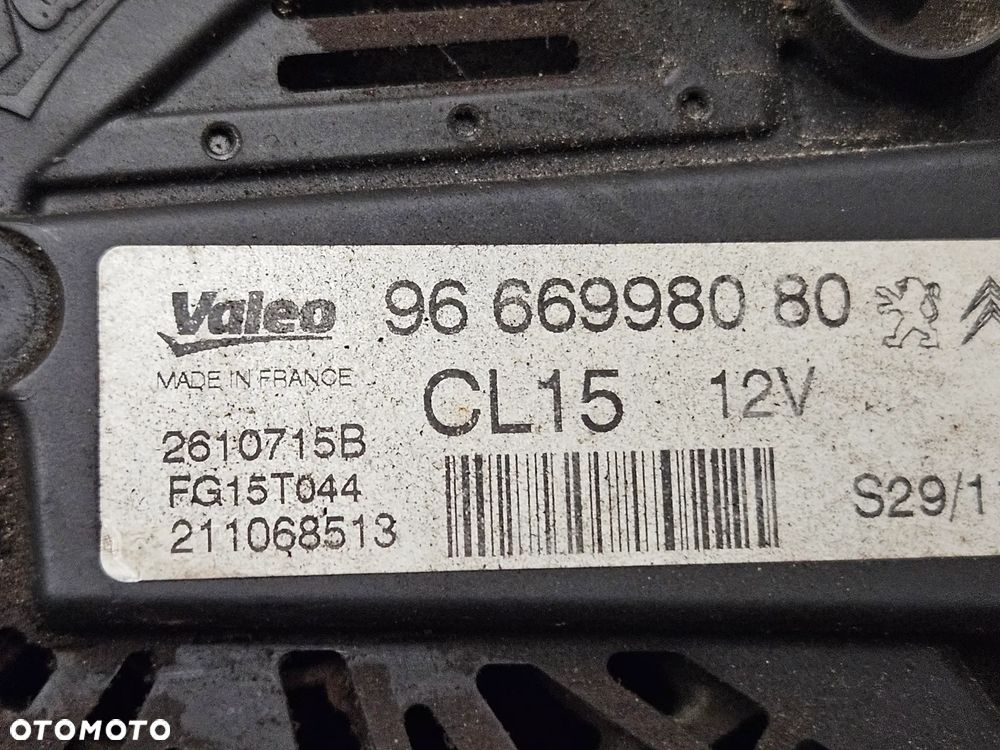 Valeo 96 669980 80
MADE IN FRANCE
CL15 12V
2610715B
FG15T044
211068513
S29/1
OTOMOTO